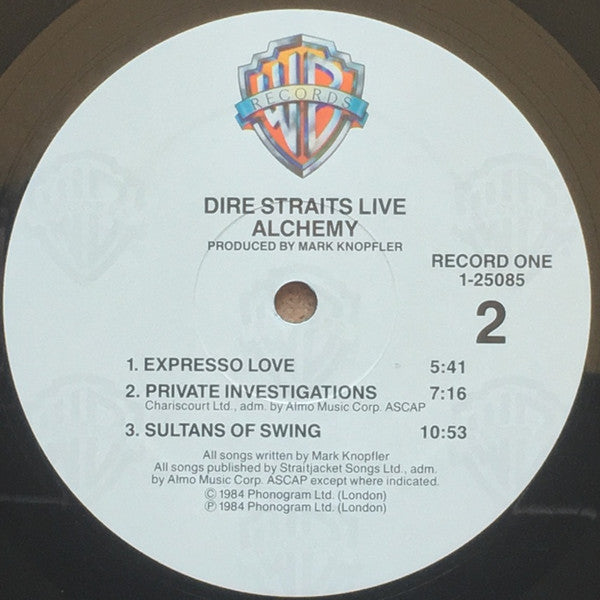 RECORDS
DIRE STRAITS LIVE
ALCHEMY
PRODUCED BY MARK KNOPFLER
RECORD ONE
1-25085
2
1. EXPRESSO LOVE 5:41
2. PRIVATE INVESTIGATIONS 7:16
Chariscourt Ltd., adm. by Almo Music Corp. ASCAP
3. SULTANS OF SWING 10:53
All songs written by Mark Knopfler
All songs published by Straitjacket Songs Ltd., adm.
by Almo Music Corp. ASCAP except where indicated.
© 1984 Phonogram Ltd. (London)
℗ 1984 Phonogram Ltd. (London)